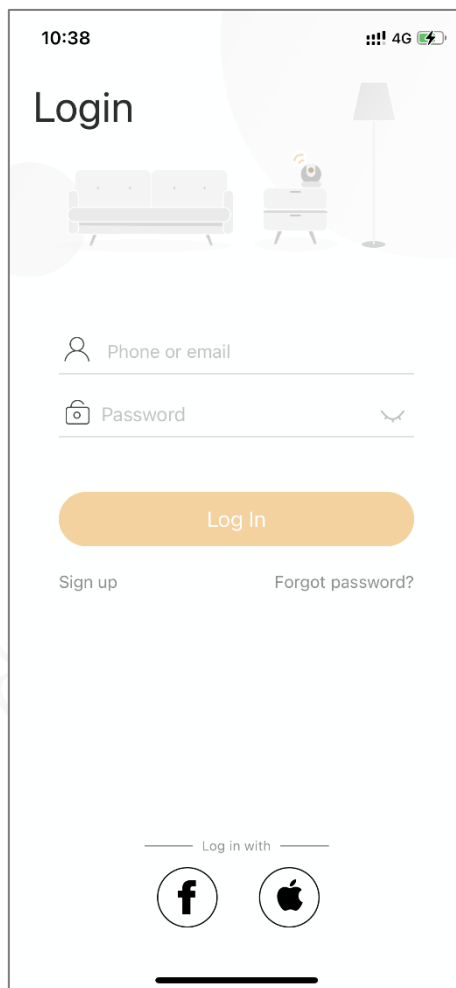 10:38
4G
Login
Phone or email
Password
Log In
Sign up
Forgot password?
Log in with